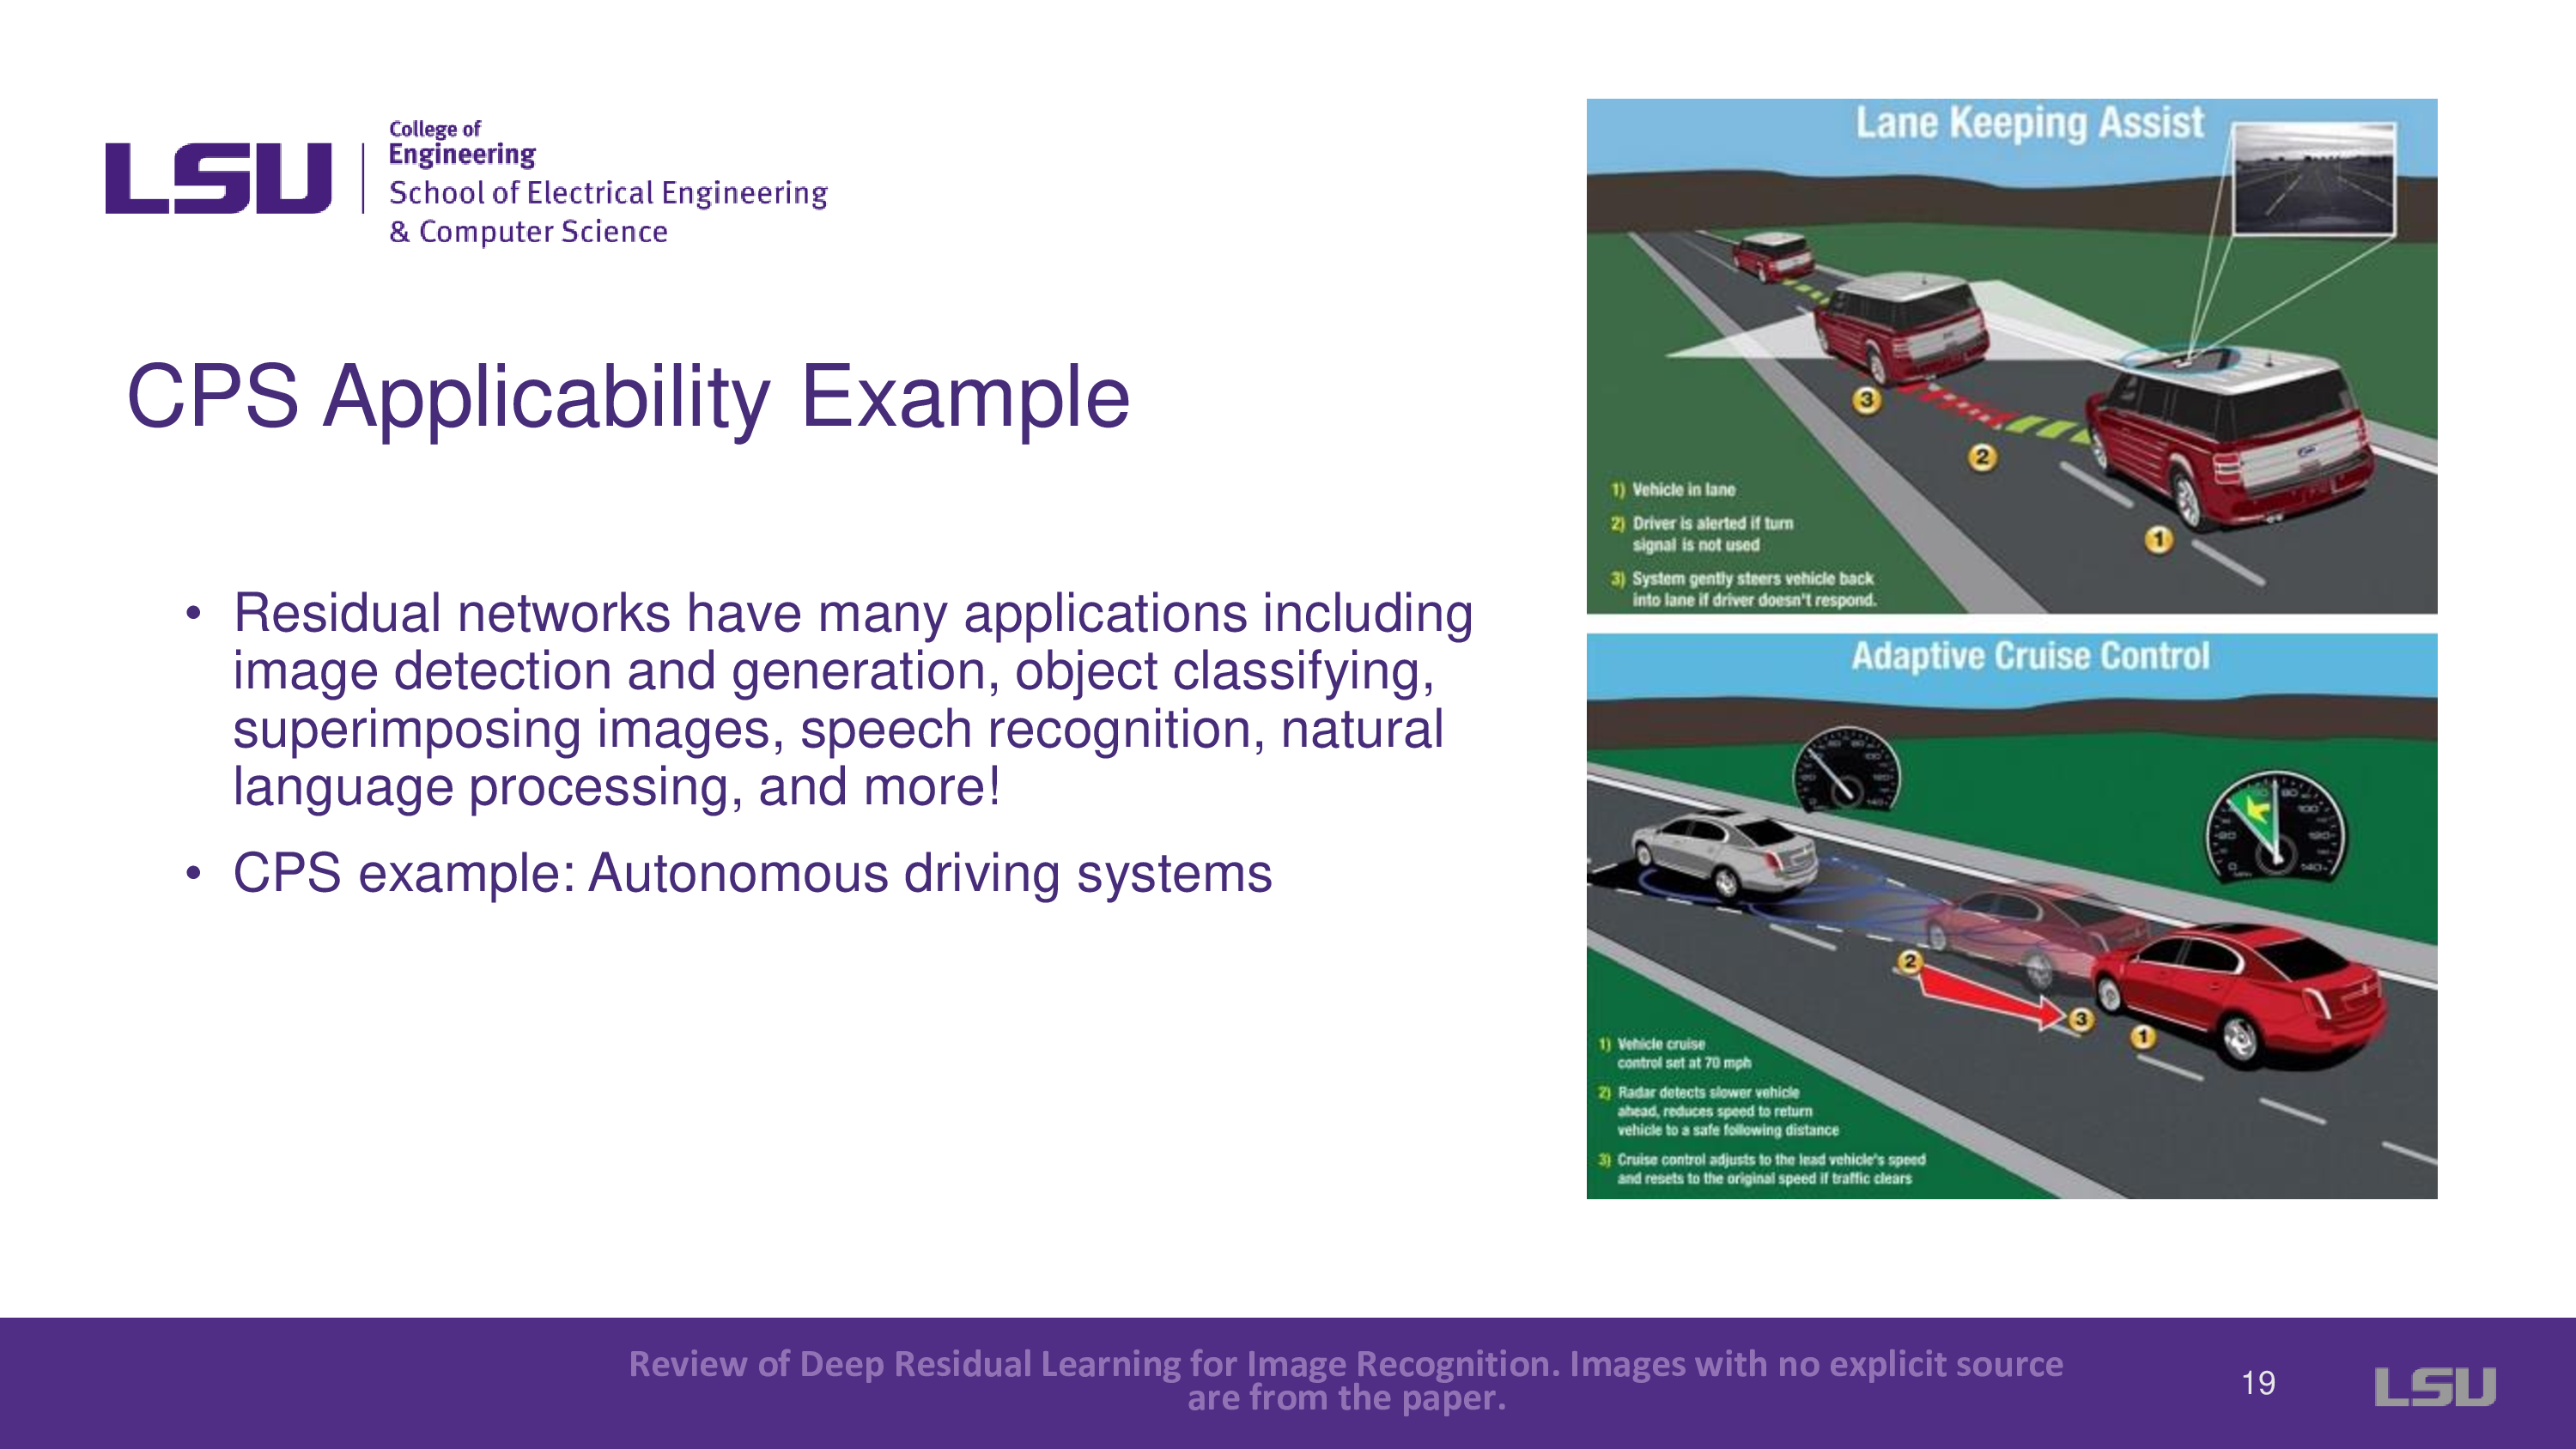 LSU
College of
Engineering
School of Electrical Engineering
& Computer Science
CPS Applicability Example
• Residual networks have many applications including
image detection and generation, object classifying,
superimposing images, speech recognition, natural
language processing, and more!
• CPS example: Autonomous driving systems
Lane Keeping Assist
3
2
1
1) Vehicle in lane
2) Driver is alerted if turn
signal is not used
3) System gently steers vehicle back
into lane if driver doesn't respond.
Adaptive Cruise Control
2
3
1
1) Vehicle cruise
control set at 70 mph
2) Radar detects slower vehicle
ahead, reduces speed to return
vehicle to a safe following distance
3) Cruise control adjusts to the lead vehicle's speed
and resets to the original speed if traffic clears
Review of Deep Residual Learning for Image Recognition. Images with no explicit source
are from the paper.
19
LSU